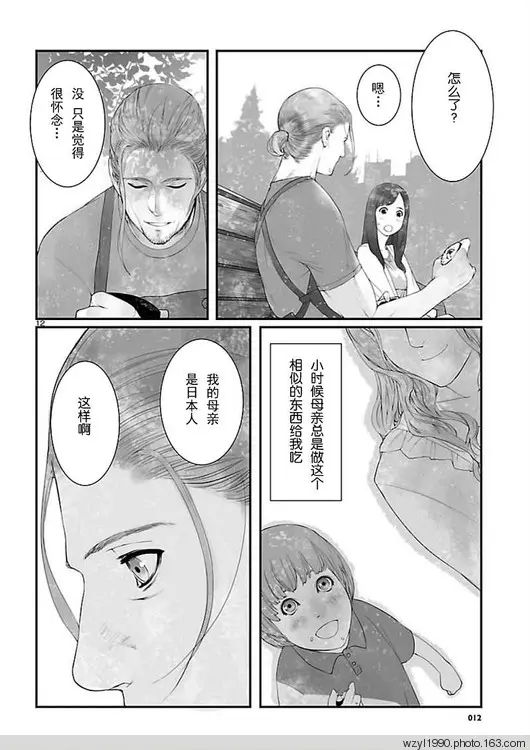 怎么了？
嗯…
没 只是觉得
很怀念…
12
小时候母亲总是做这个
相似的东西给我吃
我的母亲
是日本人
这样啊
012
wzyl1990.photo.163.com